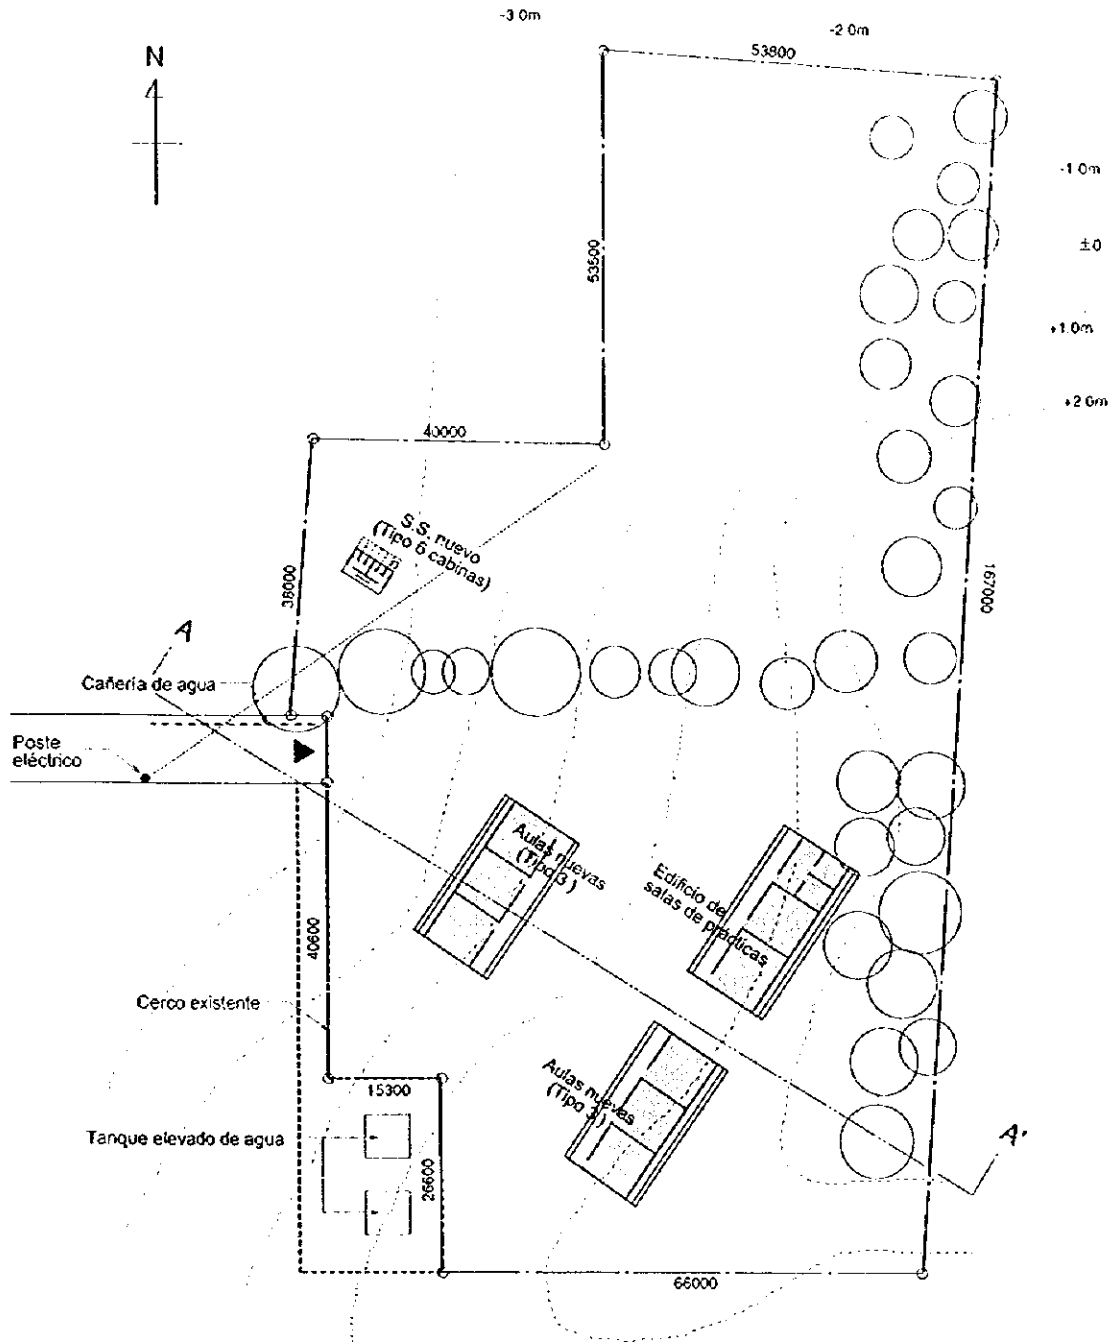 -3.0m
-2.0m
53800
N
-1.0m
±0
53500
+1.0m
+2.0m
40000
S.S. nuevo
(Tipo 6 cabinas)
38000
167000
A
Cañería de agua
Poste
eléctrico
Aulas nuevas
(Tipo 3)
Edificio de
salas de prácticas
40600
Cerco existente
Aulas nuevas
(Tipo 3)
15300
Tanque elevado de agua
26600
A'
66000